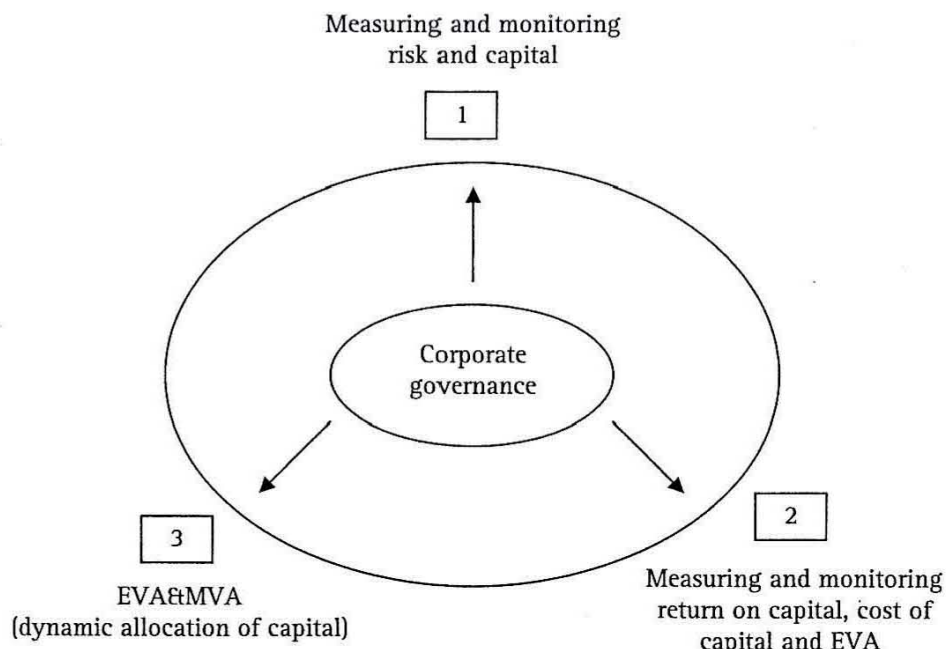 Measuring and monitoring
risk and capital
1
Corporate
governance
3
EVA&MVA
(dynamic allocation of capital)
2
Measuring and monitoring
return on capital, cost of
capital and EVA